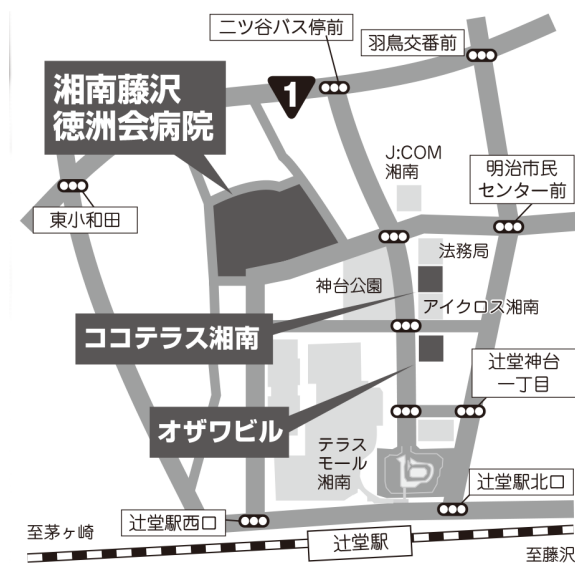 二ツ谷バス停前
羽鳥交番前
1
湘南藤沢
徳洲会病院
J:COM
湘南
明治市民
センター前
東小和田
法務局
神台公園
アイクロス湘南
ココテラス湘南
辻堂神台
一丁目
オザワビル
テラス
モール
湘南
辻堂駅北口
辻堂駅西口
至茅ヶ崎
辻堂駅
至藤沢